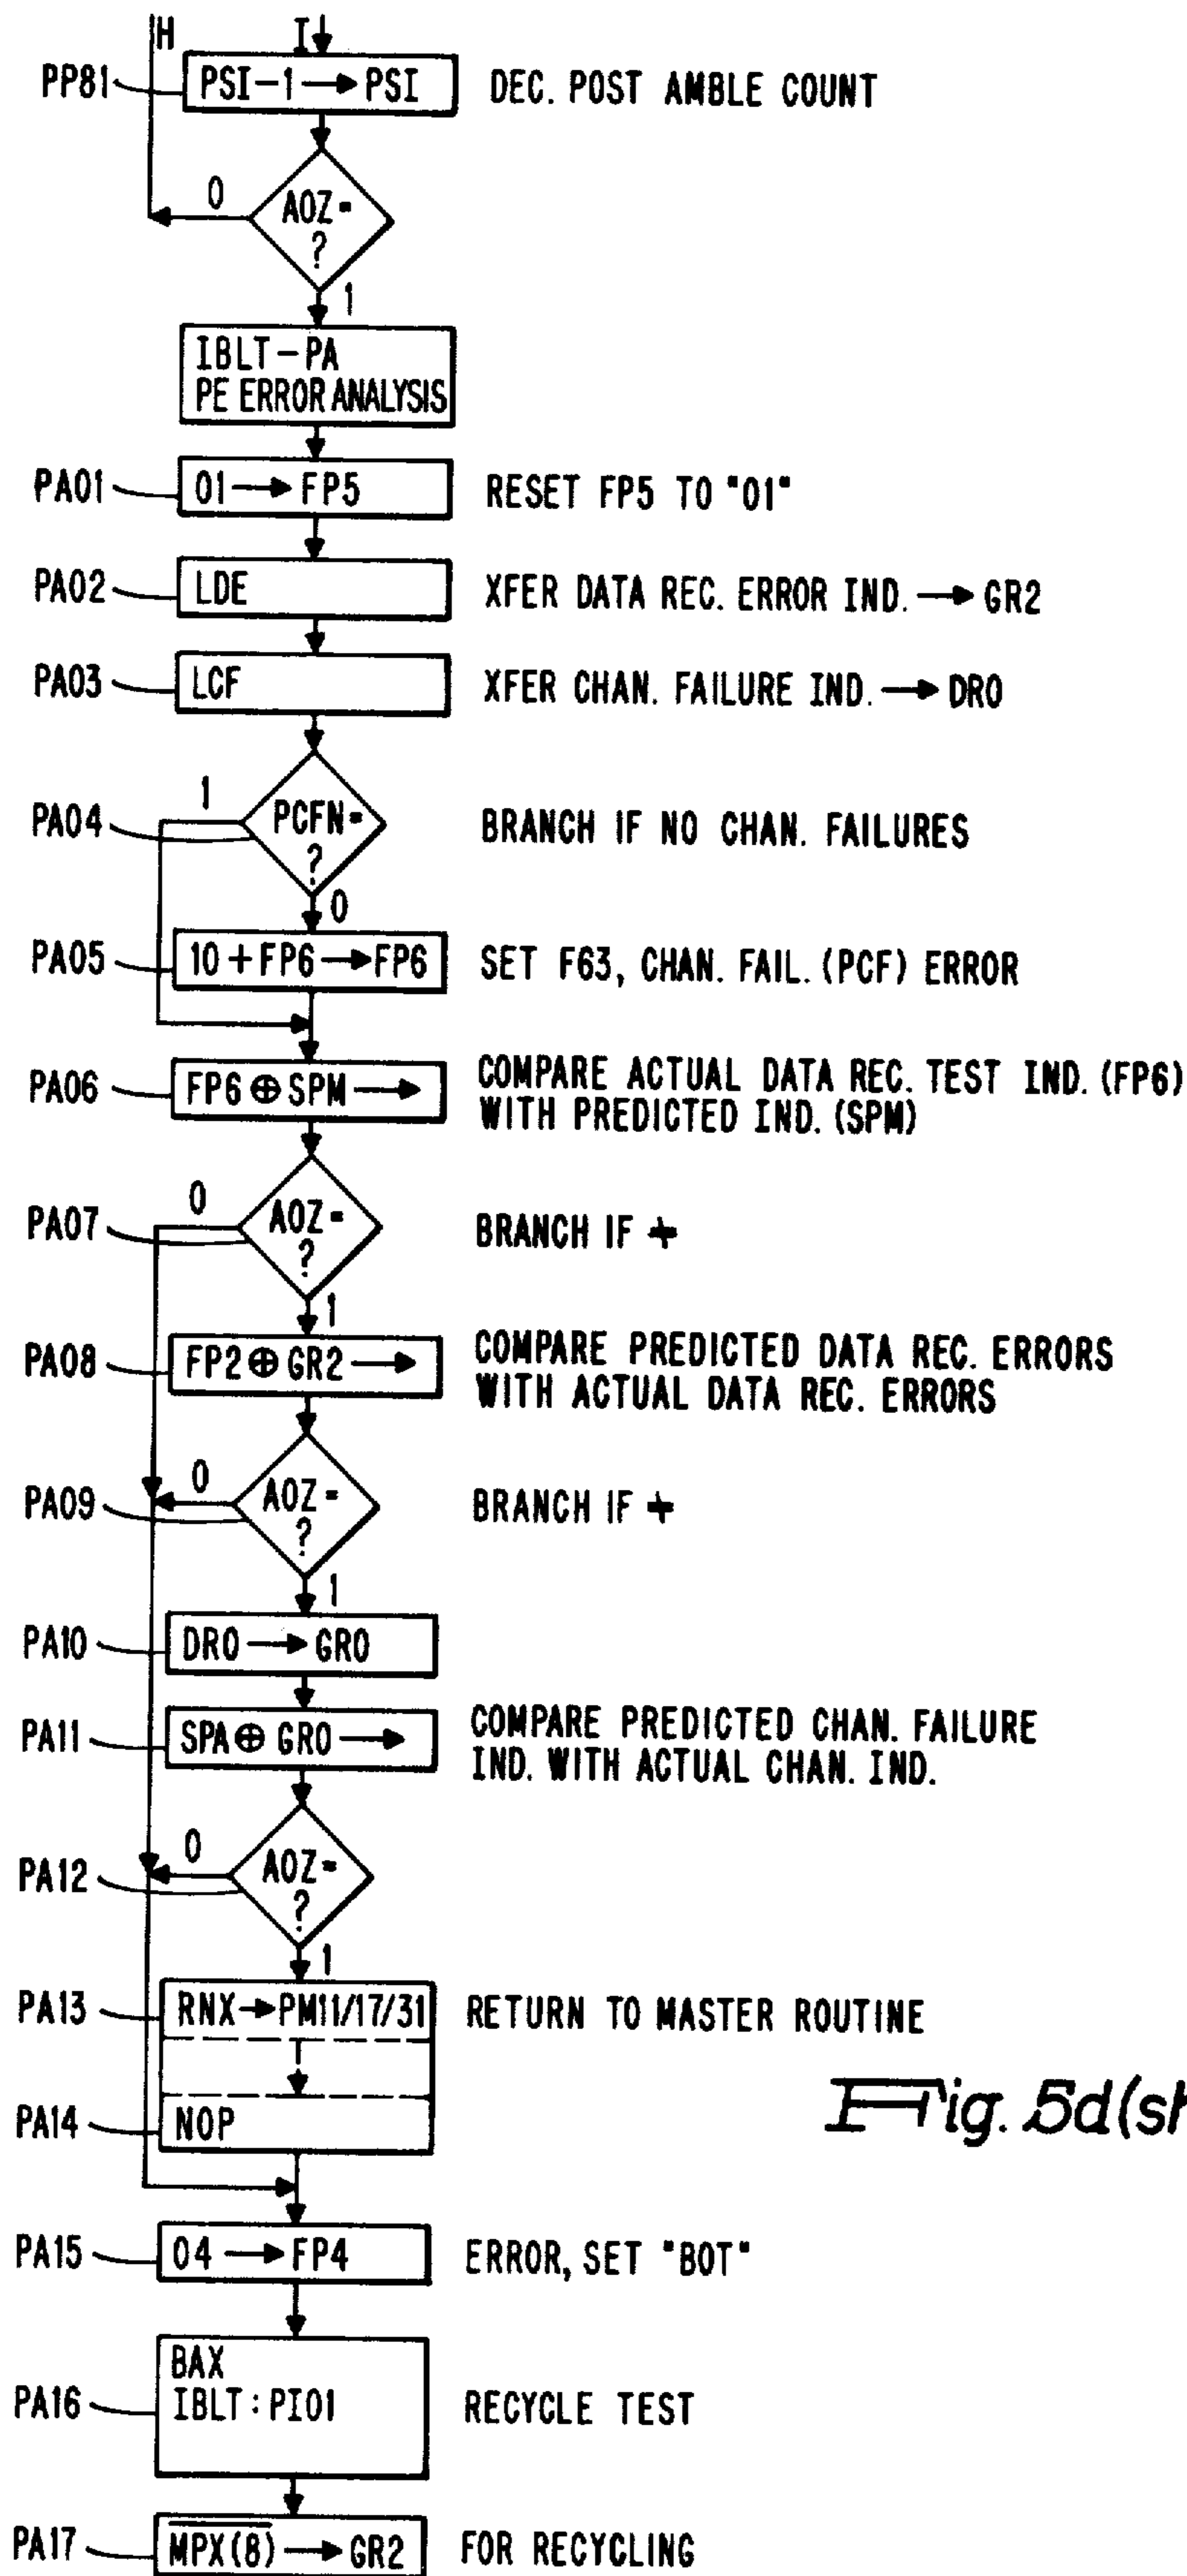 H I
PP81 PSI-1 → PSI DEC. POST AMBLE COUNT
0 AOZ=
?
1
IBLT-PA
PE ERROR ANALYSIS
PA01 01 → FP5 RESET FP5 TO "01"
PA02 LDE XFER DATA REC. ERROR IND. → GR2
PA03 LCF XFER CHAN. FAILURE IND. → DRO
1
PA04 PCFN= BRANCH IF NO CHAN. FAILURES
?
0
PA05 10 + FP6 → FP6 SET F63, CHAN. FAIL. (PCF) ERROR
PA06 FP6 ⊕ SPM → COMPARE ACTUAL DATA REC. TEST IND. (FP6)
WITH PREDICTED IND. (SPM)
0
PA07 AOZ= BRANCH IF ≠
?
1
PA08 FP2 ⊕ GR2 → COMPARE PREDICTED DATA REC. ERRORS
WITH ACTUAL DATA REC. ERRORS
0
PA09 AOZ= BRANCH IF ≠
?
1
PA10 DRO → GRO
PA11 SPA ⊕ GRO → COMPARE PREDICTED CHAN. FAILURE
IND. WITH ACTUAL CHAN. IND.
0
PA12 AOZ=
?
1
PA13 RNX → PM11/17/31 RETURN TO MASTER ROUTINE
PA14 NOP
Fig. 5d(sh
PA15 04 → FP4 ERROR, SET "BOT"
BAX
PA16 IBLT : PI01 RECYCLE TEST
PA17 M̅P̅X̅(̅8̅)̅ → GR2 FOR RECYCLING